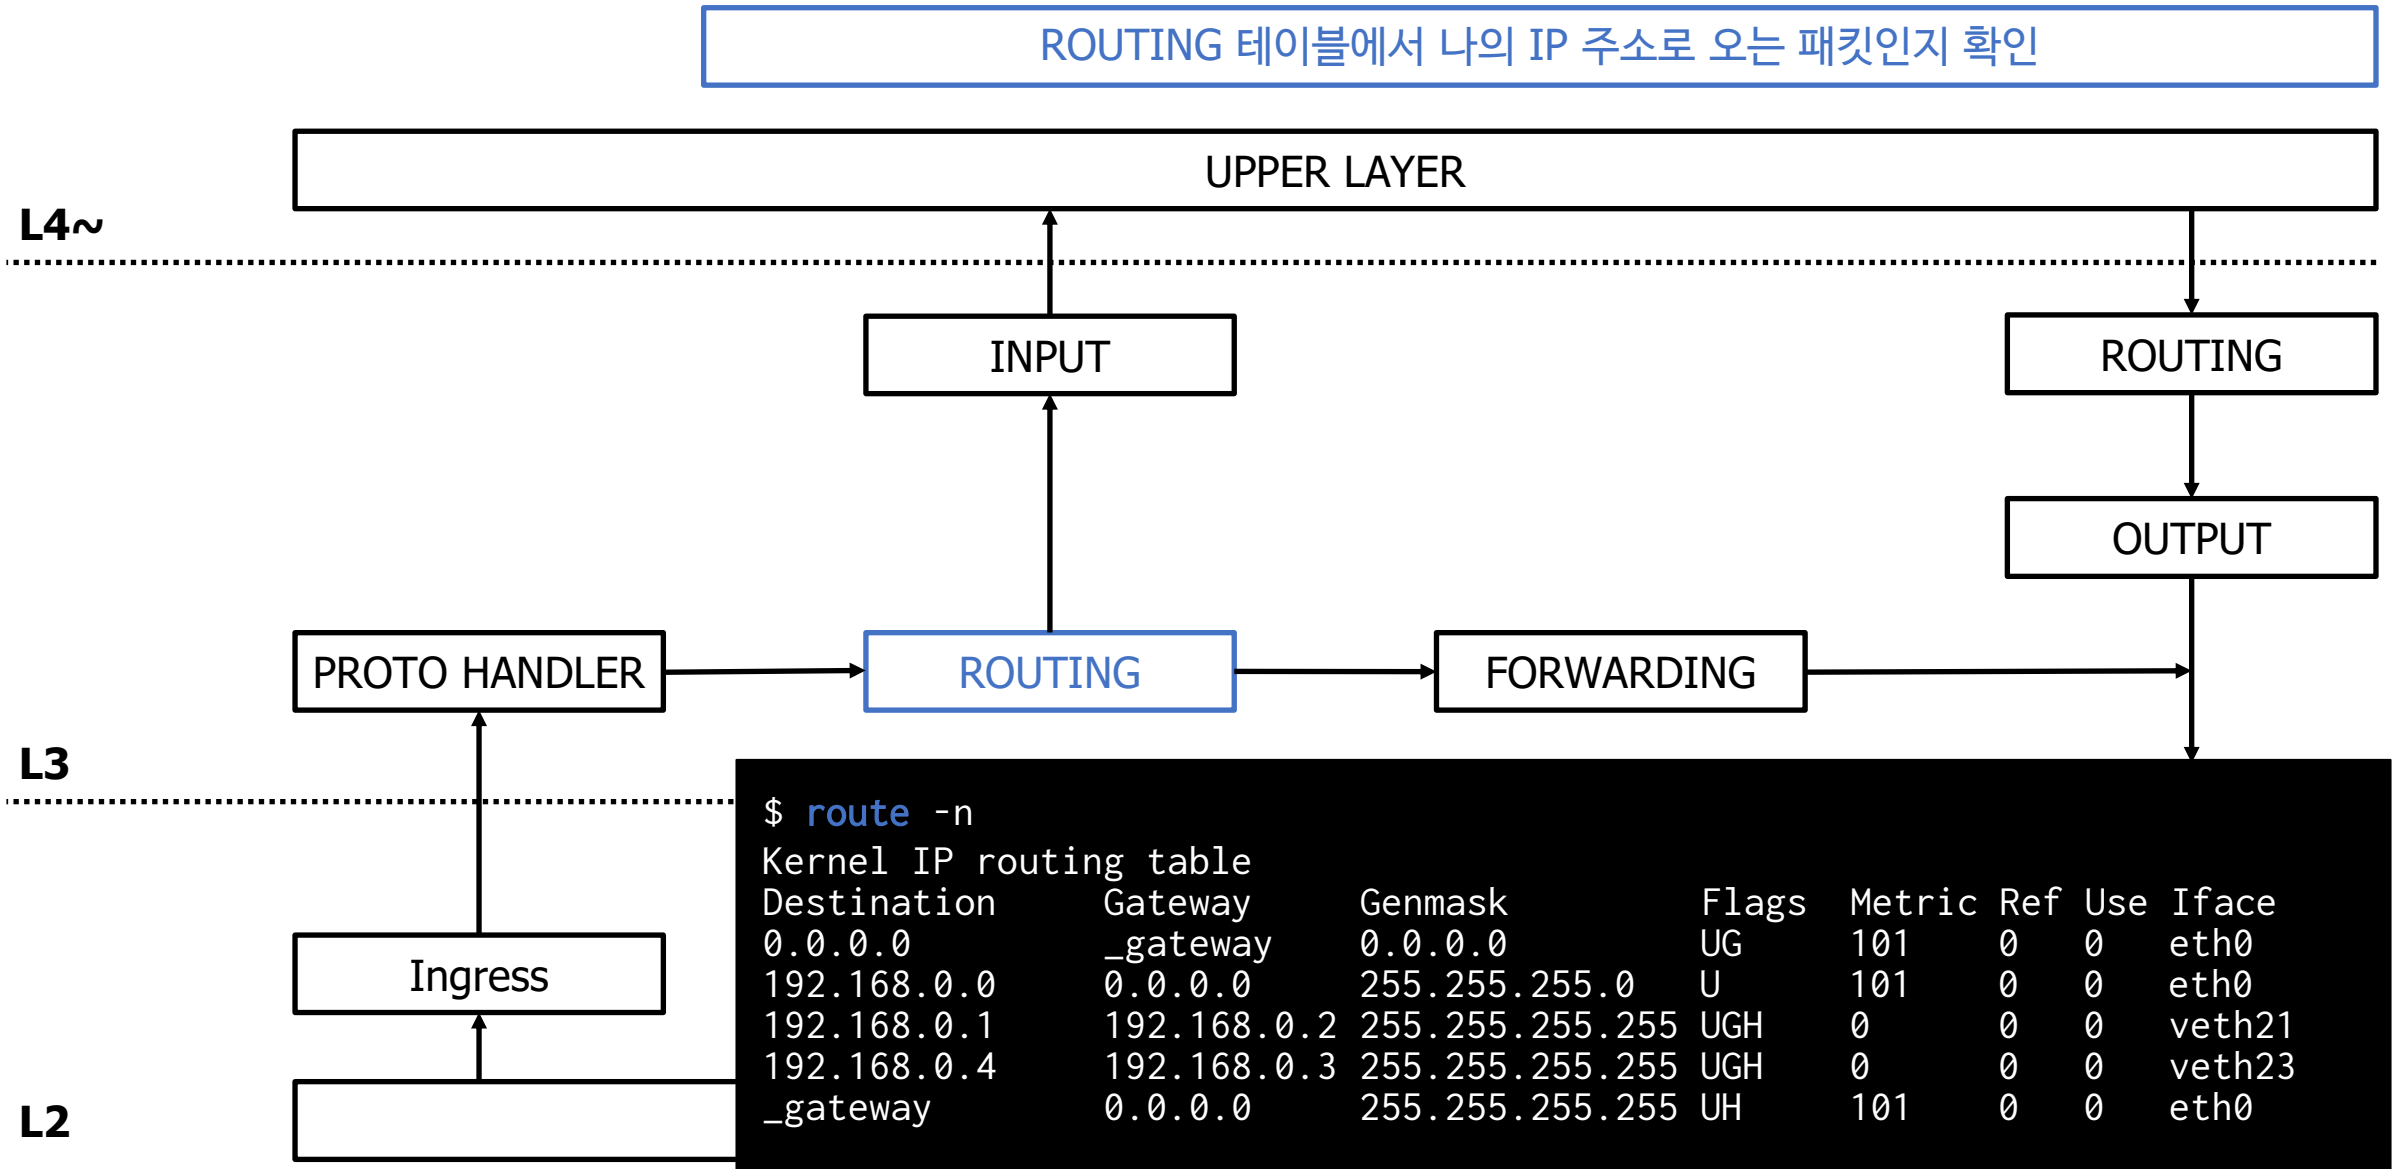 ROUTING 테이블에서 나의 IP 주소로 오는 패킷인지 확인
UPPER LAYER
L4~
INPUT
ROUTING
OUTPUT
PROTO HANDLER
ROUTING
FORWARDING
L3
$ route -n
Kernel IP routing table
Destination Gateway Genmask Flags Metric Ref Use Iface
0.0.0.0 _gateway 0.0.0.0 UG 101 0 0 eth0
192.168.0.0 0.0.0.0 255.255.255.0 U 101 0 0 eth0
192.168.0.1 192.168.0.2 255.255.255.255 UGH 0 0 0 veth21
192.168.0.4 192.168.0.3 255.255.255.255 UGH 0 0 0 veth23
_gateway 0.0.0.0 255.255.255.255 UH 101 0 0 eth0
Ingress
L2